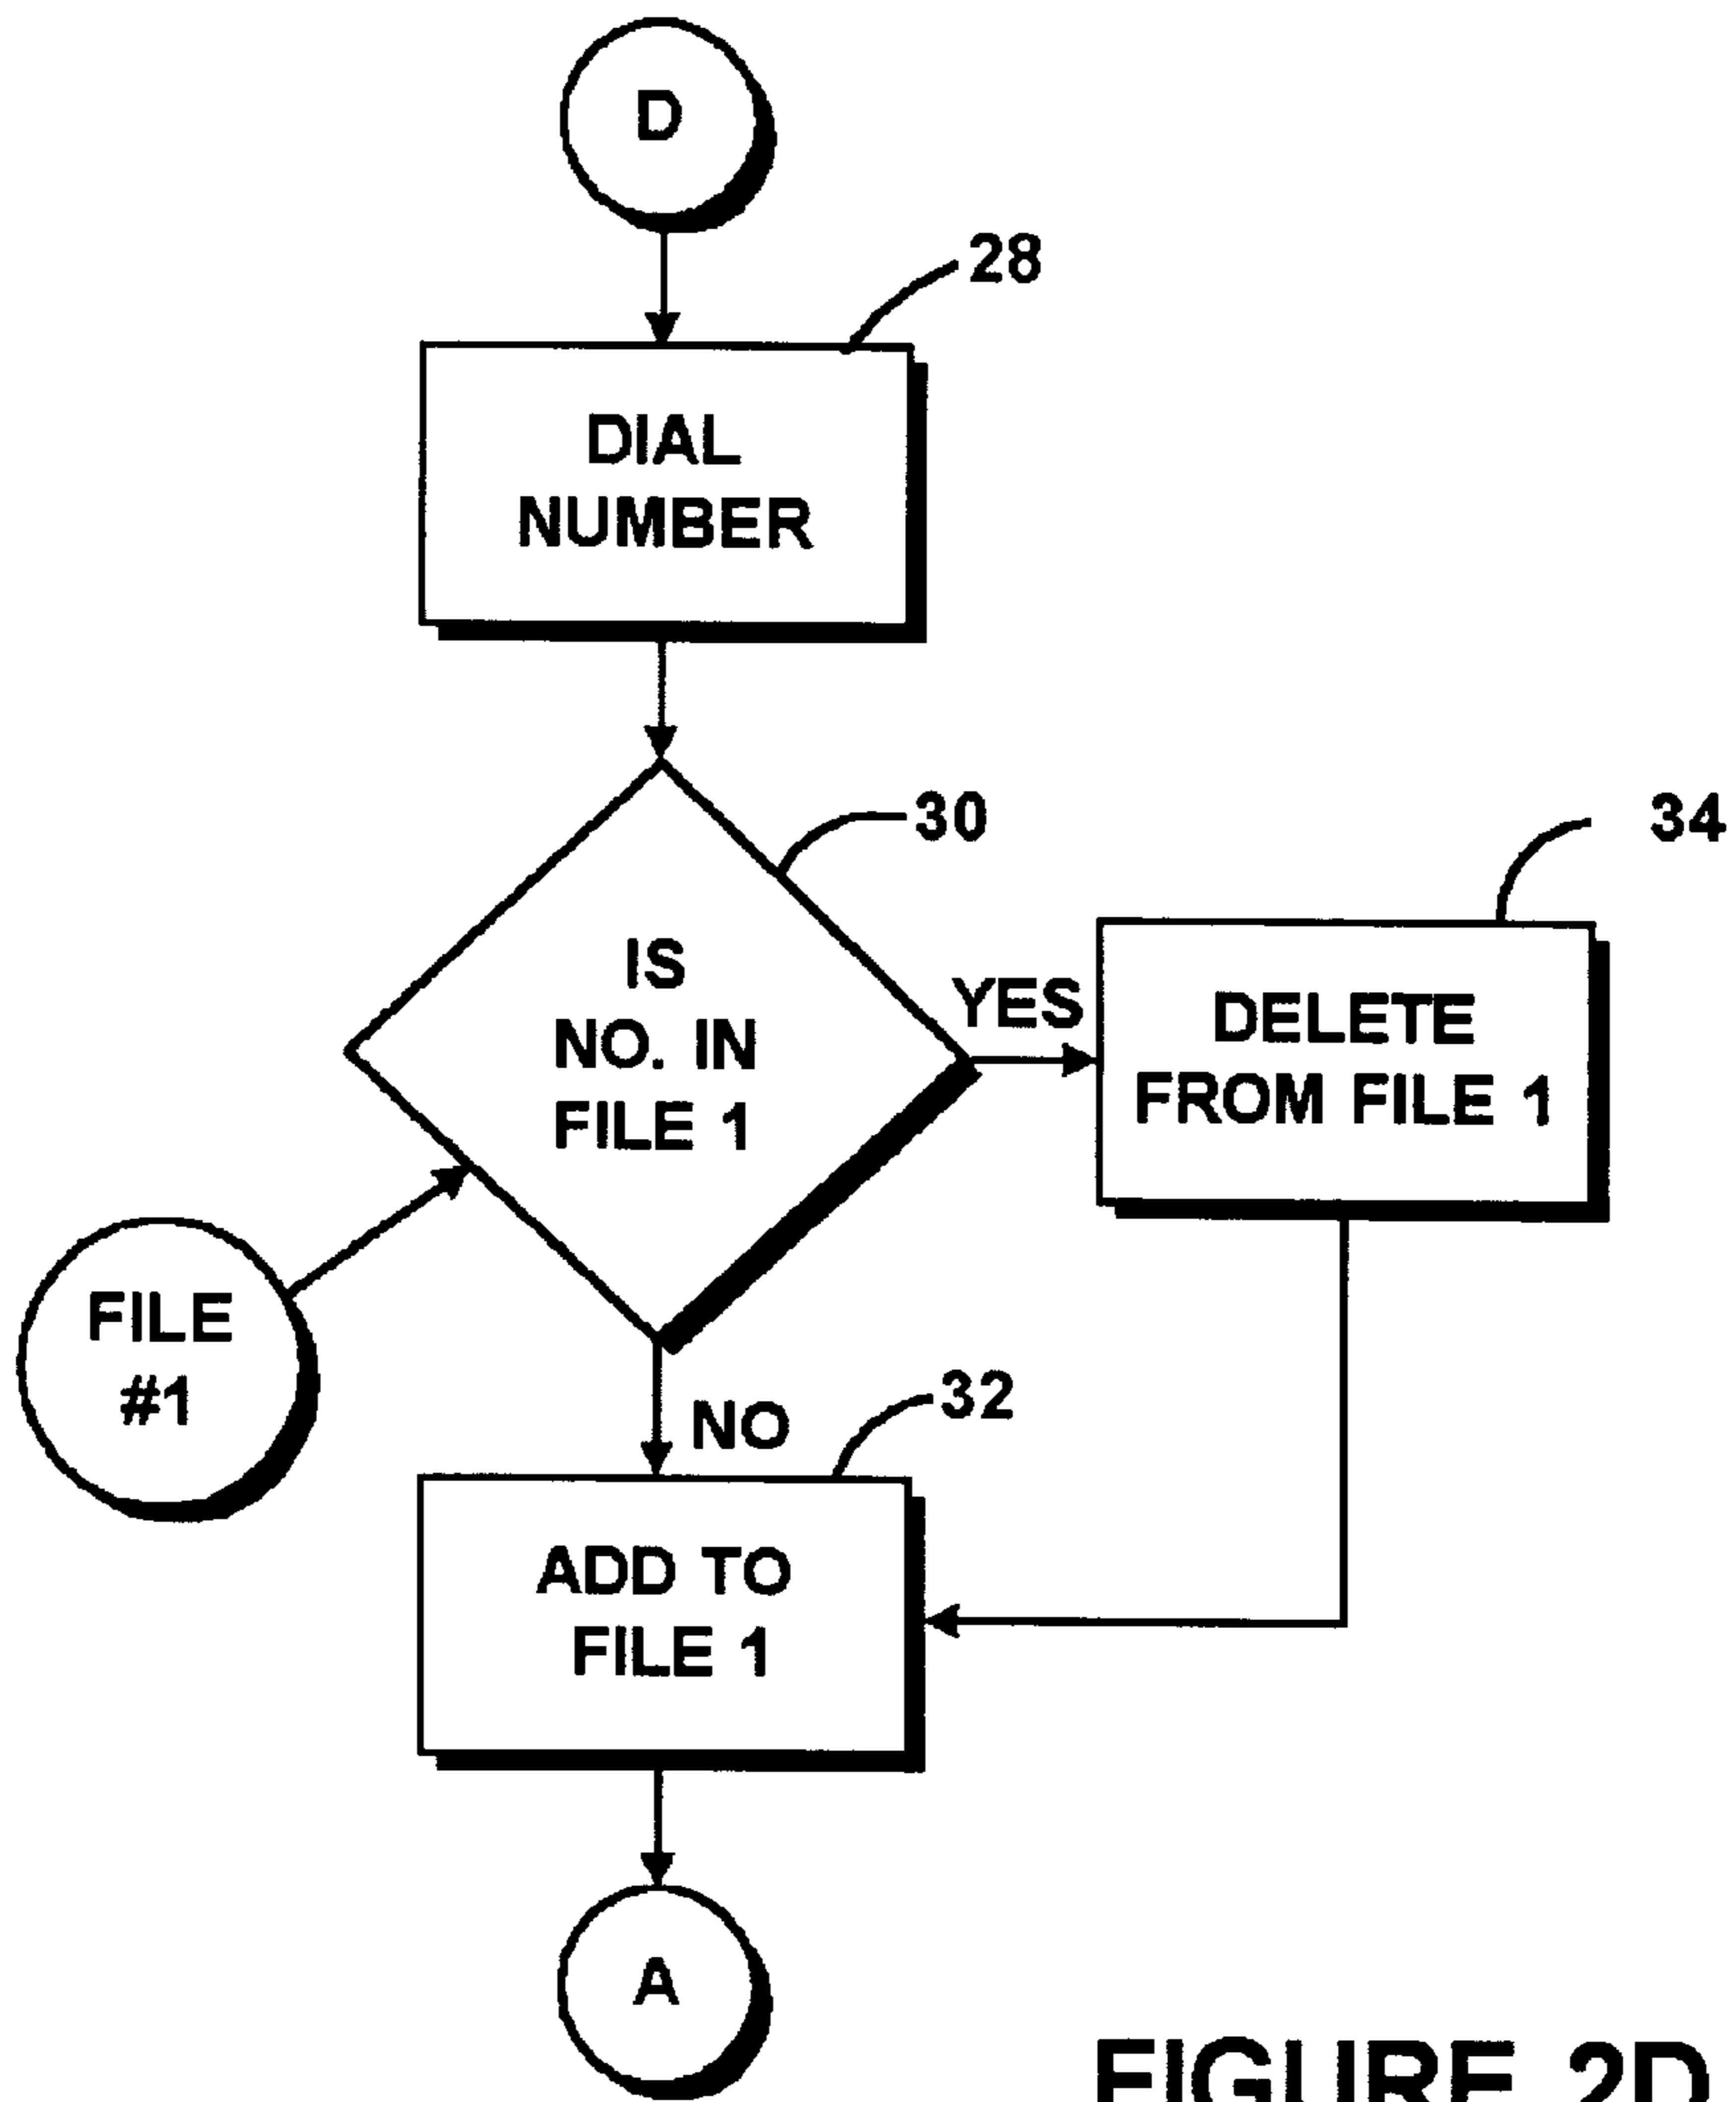 D
28
DIAL
NUMBER
30
34
IS
NO. IN
FILE 1
YES
DELETE
FROM FILE 1
FILE
#1
NO
32
ADD TO
FILE 1
A
FIGURE 2D